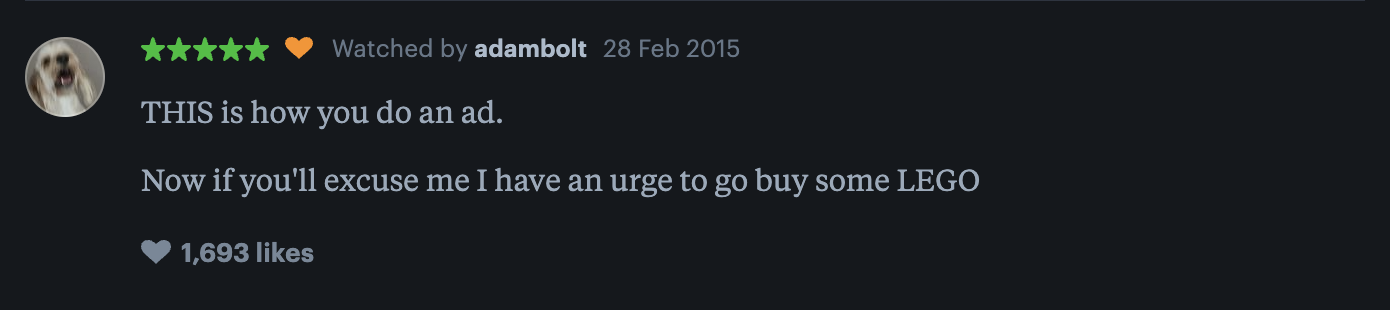 Watched by adambolt 28 Feb 2015
THIS is how you do an ad.
Now if you'll excuse me I have an urge to go buy some LEGO
1,693 likes